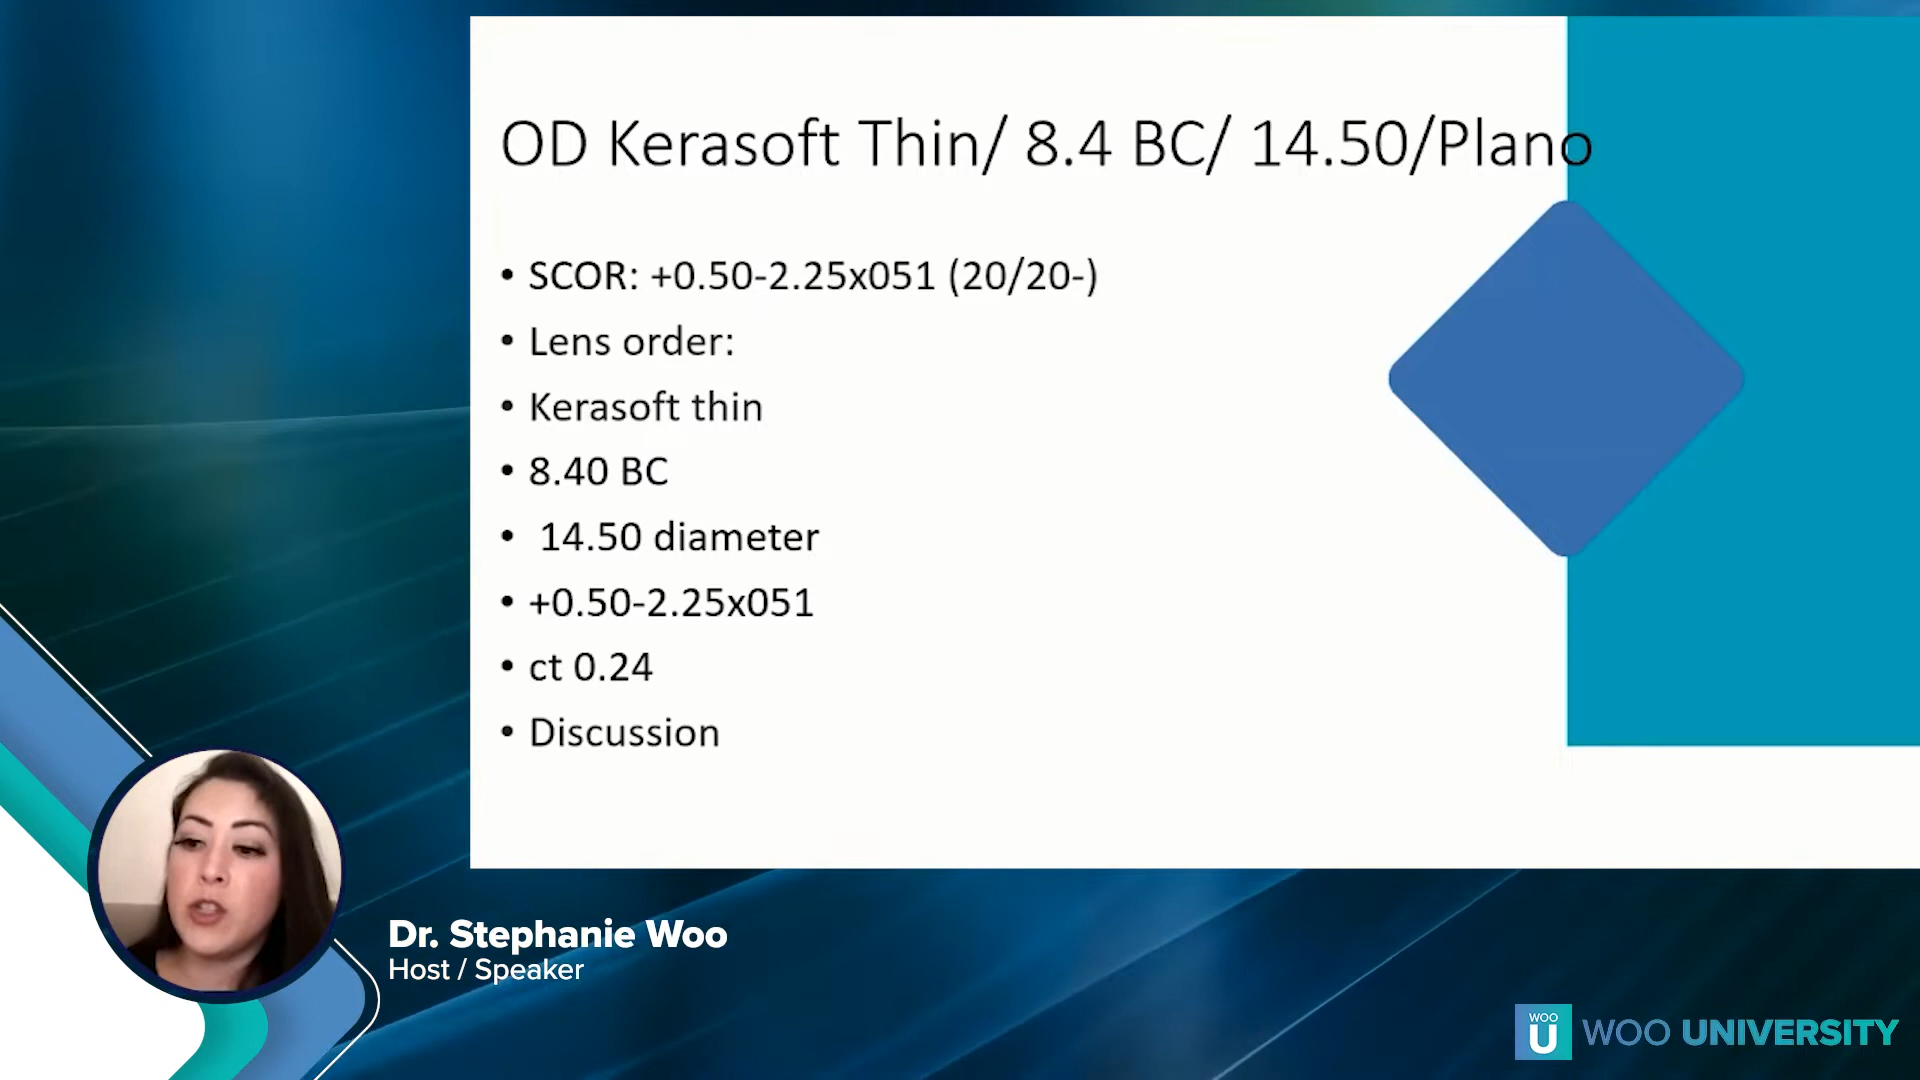 OD Kerasoft Thin/ 8.4 BC/ 14.50/Plano
• SCOR: +0.50-2.25x051 (20/20-)
• Lens order:
• Kerasoft thin
• 8.40 BC
• 14.50 diameter
• +0.50-2.25x051
• ct 0.24
• Discussion
Dr. Stephanie Woo
Host / Speaker
WOO
U
WOO UNIVERSITY